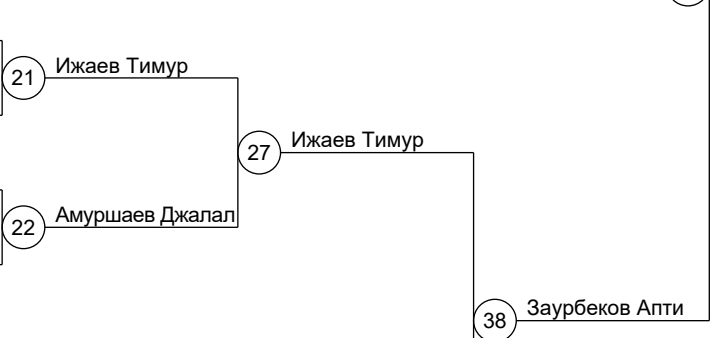 21 Ижаев Тимур
27 Ижаев Тимур
22 Амуршаев Джалал
38 Заурбеков Апти